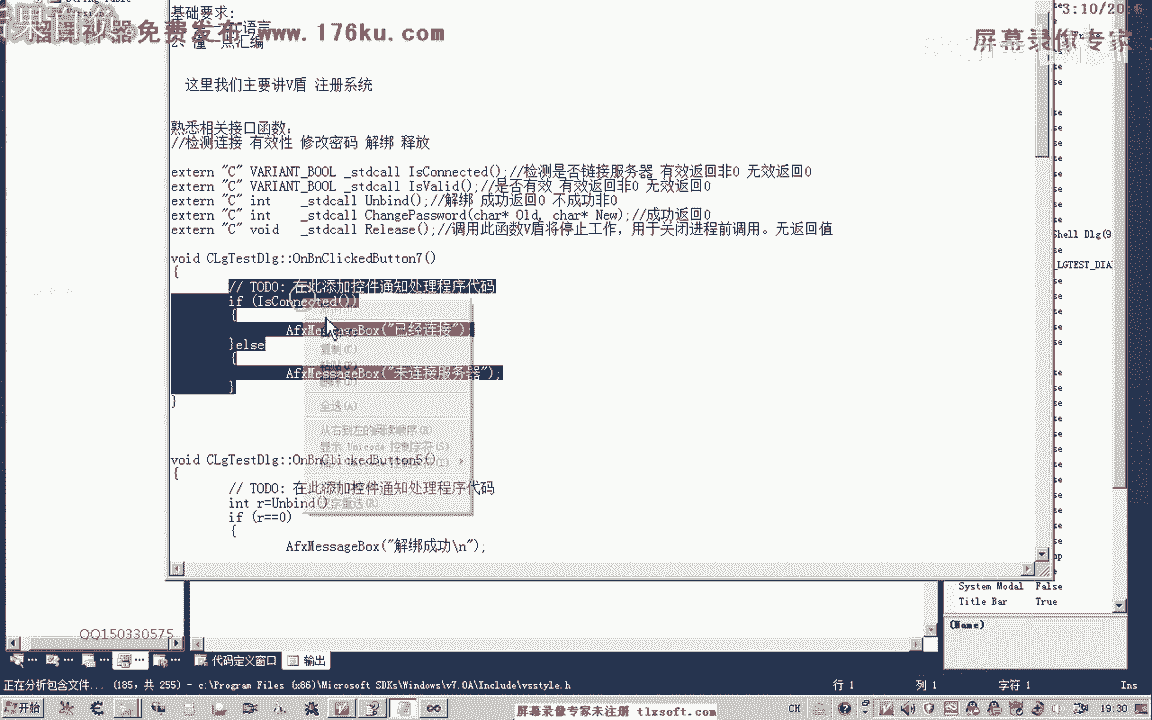 基础要求:
语言
免费发布 www.176ku.com
2、懂一点汇编
屏幕录像专家
这里我们主要讲V盾 注册系统
熟悉相关接口函数:
//检测连接 有效性 修改密码 解绑 释放
extern "C" VARIANT_BOOL _stdcall IsConnected();//检测是否链接服务器 有效返回非0 无效返回0
extern "C" VARIANT_BOOL _stdcall IsValid();//是否有效 有效返回非0 无效返回0
extern "C" int _stdcall Unbind();//解绑 成功返回0 不成功非0
extern "C" int _stdcall ChangePassword(char* Old, char* New);//成功返回0
extern "C" void _stdcall Release();//调用此函数V盾将停止工作，用于关闭进程前调用。无返回值
void CLgTestDlg::OnBnClickedButton7()
{
// TODO: 在此添加控件通知处理程序代码
if (IsConnected())
{
AfxMessageBox("已经连接")
}else
{
AfxMessageBox("未连接服务器");
}
}
复制(C)
全选(A)
从右到左的阅读顺序(R)
显示 Unicode 控制字符(S)
void CLgTestDlg::OnBnClickedButton5()
{
// TODO: 在此添加控件通知处理程序代码
int r=Unbind()
if (r==0)
{
AfxMessageBox("解绑成功\n");
Shell Dlg(9
_LGTEST_DIA
System Modal False
Title Bar True
(Name)
QQ150330575
代码定义窗口 输出
正在分析包含文件... (185，共 255) - c:\Program Files (x86)\Microsoft SDKs\Windows\v7.0A\Include\vsstyle.h 行 1 列 1 字符 1 Ins
开始 屏幕录像专家未注册 tlxsoft.com CH 19:30